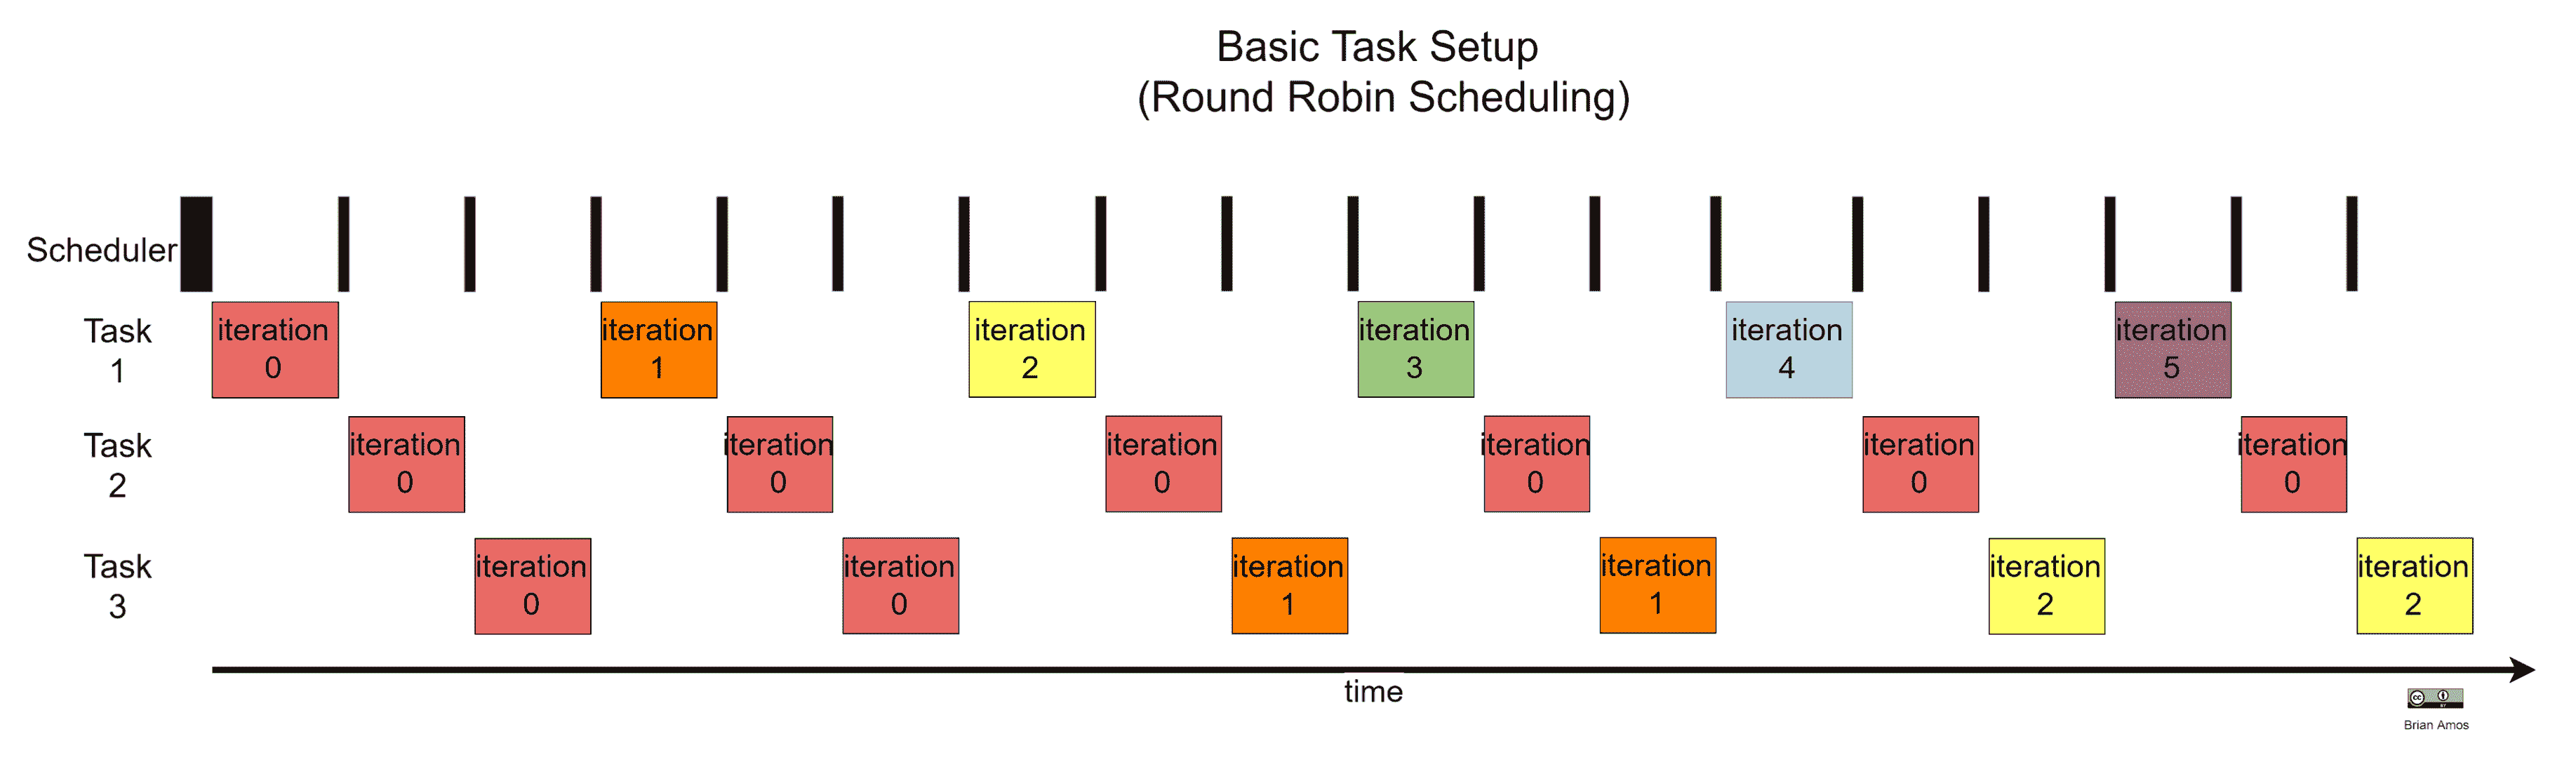 Basic Task Setup
(Round Robin Scheduling)
Scheduler
Task
1
iteration
0
iteration
1
iteration
2
iteration
3
iteration
4
iteration
5
Task
2
iteration
0
iteration
0
iteration
0
iteration
0
iteration
0
iteration
0
Task
3
iteration
0
iteration
0
iteration
1
iteration
1
iteration
2
iteration
2
time
cc
BY
Brian Amos